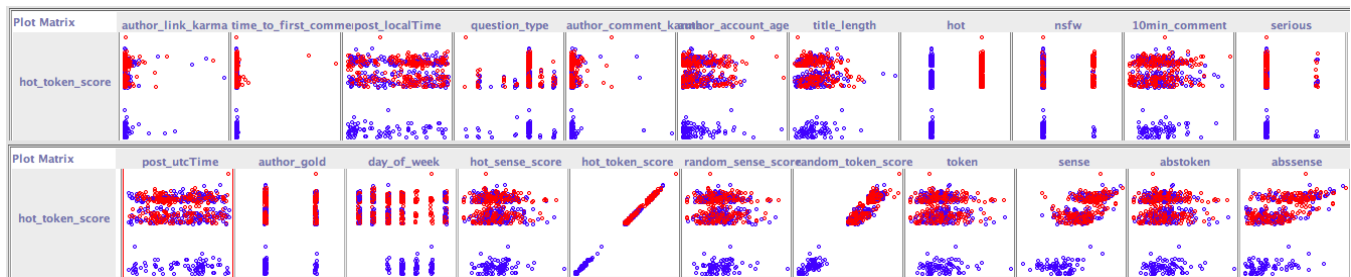 Plot Matrix author_link_karma time_to_first_comme post_localTime question_type author_comment_karma author_account_age title_length hot nsfw 10min_comment serious
hot_token_score
Plot Matrix post_utcTime author_gold day_of_week hot_sense_score hot_token_score random_sense_score random_token_score token sense abstoken abssense
hot_token_score